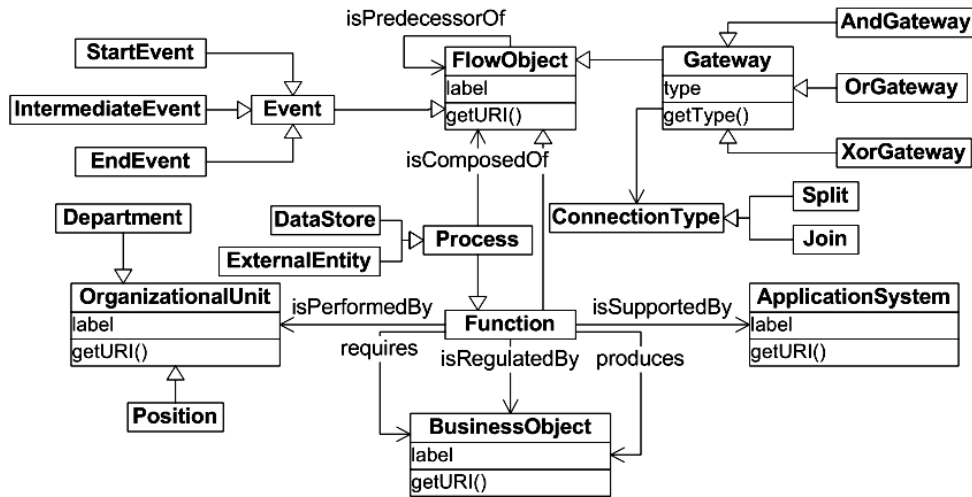 isPredecessorOf
AndGateway
StartEvent
FlowObject
label
getURI()
Gateway
type
getType()
OrGateway
IntermediateEvent
Event
EndEvent
isComposedOf
XorGateway
Department
DataStore
ExternalEntity
Process
ConnectionType
Split
Join
OrganizationalUnit
label
getURI()
isPerformedBy
Function
isSupportedBy
ApplicationSystem
label
getURI()
requires
isRegulatedBy
produces
Position
BusinessObject
label
getURI()